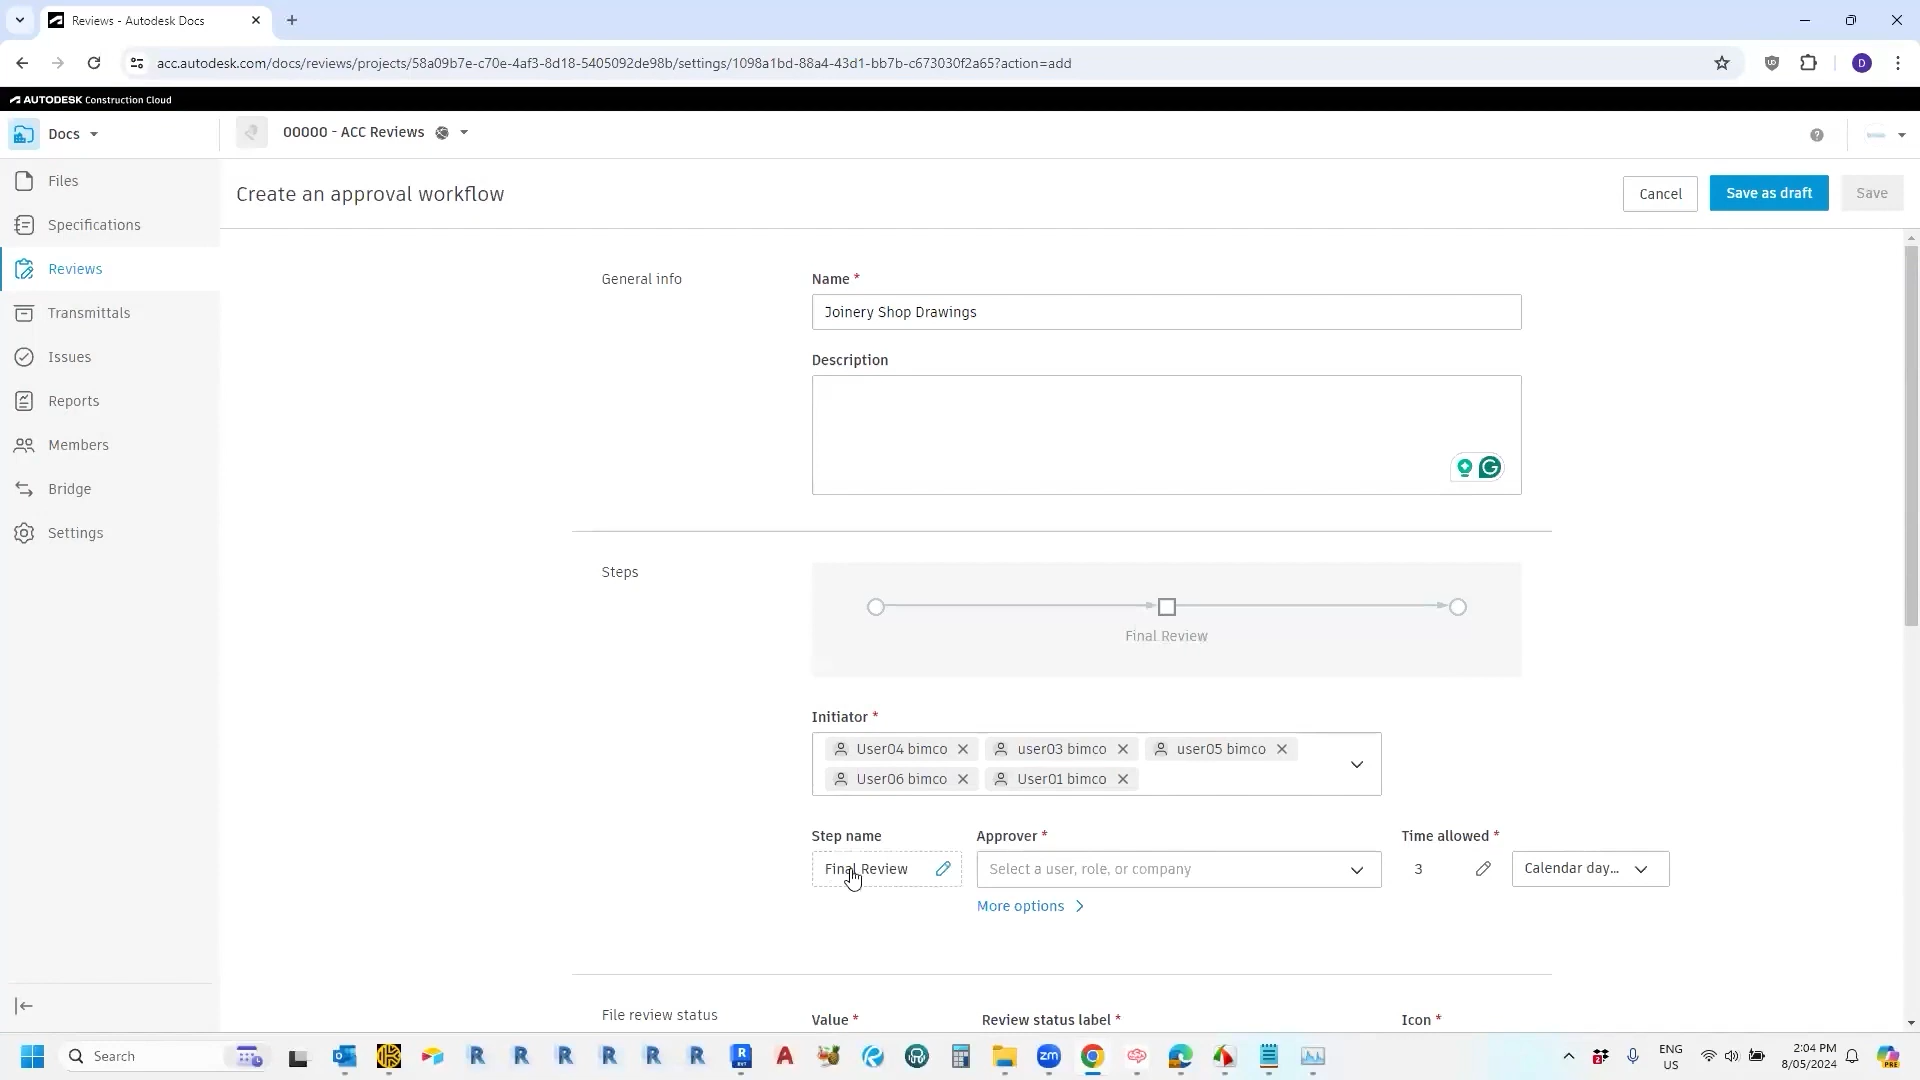 Reviews - Autodesk Docs
acc.autodesk.com/docs/reviews/projects/58a09b7e-c70e-4af3-8d18-5405092de98b/settings/1098a1bd-88a4-43d1-bb7b-c673030f2a65?action=add
D
AUTODESK Construction Cloud
Docs
00000 - ACC Reviews
Files
Specifications
Reviews
Transmittals
Issues
Reports
Members
Bridge
Settings
Create an approval workflow
Cancel
Save as draft
Save
General info
Name *
Joinery Shop Drawings
Description
Steps
Final Review
Initiator *
User04 bimco
user03 bimco
user05 bimco
User06 bimco
User01 bimco
Step name
Approver *
Time allowed *
Final Review
Select a user, role, or company
3
Calendar day...
More options
File review status
Value *
Review status label *
Icon *
Search
ENG
US
2:04 PM
8/05/2024